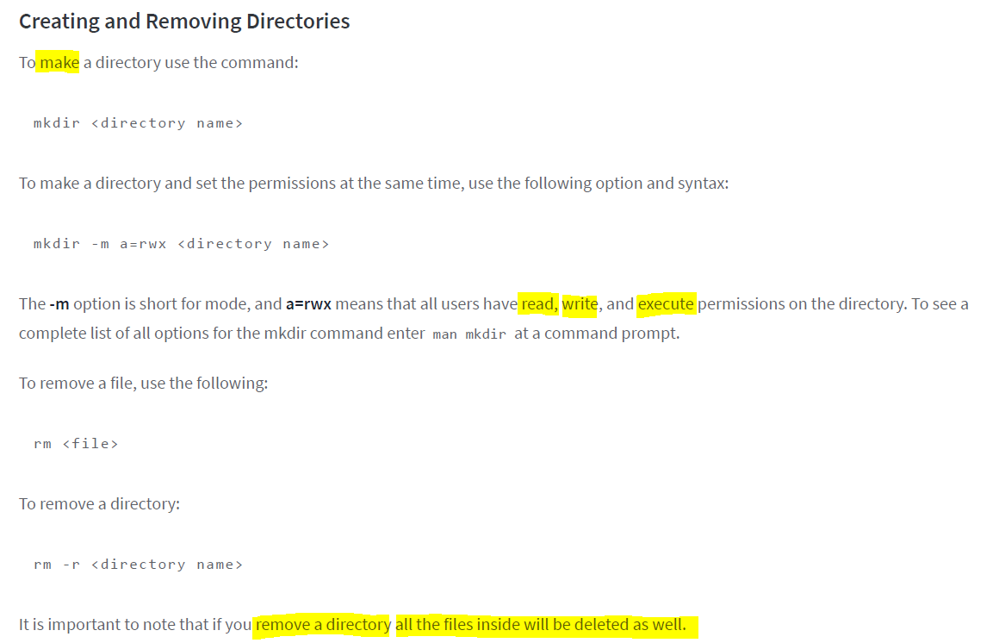 Creating and Removing Directories
To make a directory use the command:
mkdir <directory name>
To make a directory and set the permissions at the same time, use the following option and syntax:
mkdir -m a=rwx <directory name>
The -m option is short for mode, and a=rwx means that all users have read, write, and execute permissions on the directory. To see a
complete list of all options for the mkdir command enter man mkdir at a command prompt.
To remove a file, use the following:
rm <file>
To remove a directory:
rm -r <directory name>
It is important to note that if you remove a directory all the files inside will be deleted as well.